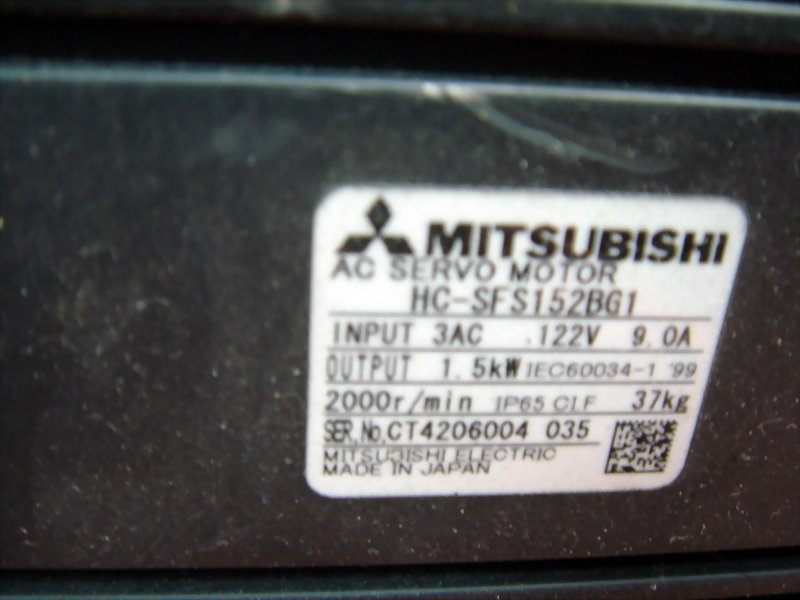 MITSUBISHI
AC SERVO MOTOR
HC-SFS152BG1
INPUT 3AC 122V 9.0A
OUTPUT 1.5kW IEC60034-1 '99
2000r/min IP65 Cl.F 37kg
SER.No.CT4206004 035
MITSUBISHI ELECTRIC
MADE IN JAPAN